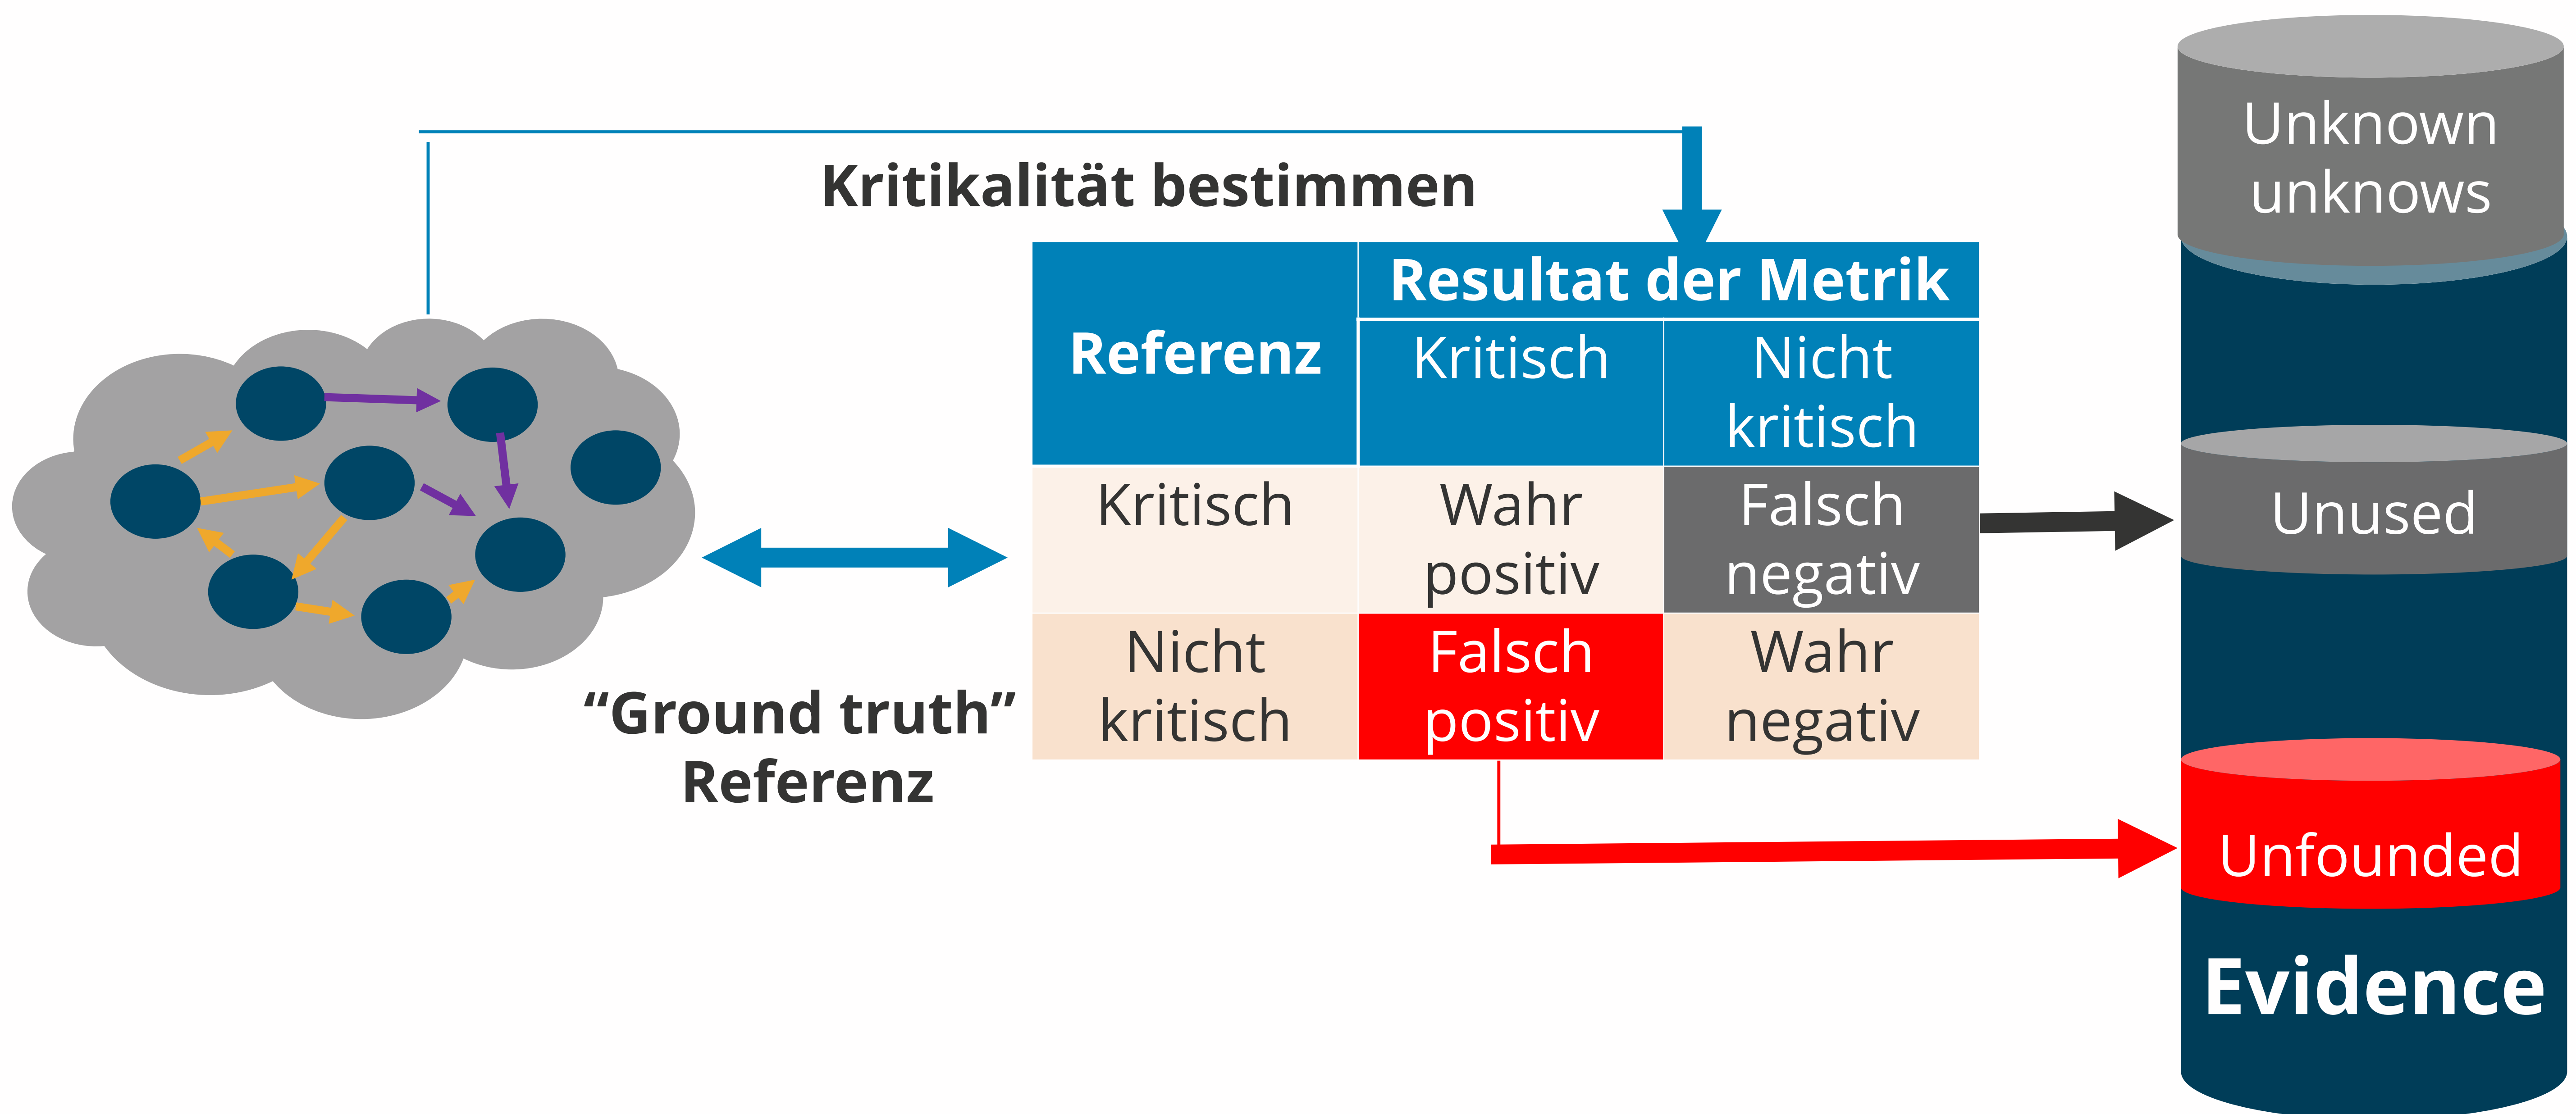 Kritikalität bestimmen
Referenz
Resultat der Metrik
Kritisch
Nicht
kritisch
Kritisch
Wahr
positiv
Falsch
negativ
Nicht
kritisch
Falsch
positiv
Wahr
negativ
“Ground truth”
Referenz
Unknown
unknows
Unused
Unfounded
Evidence